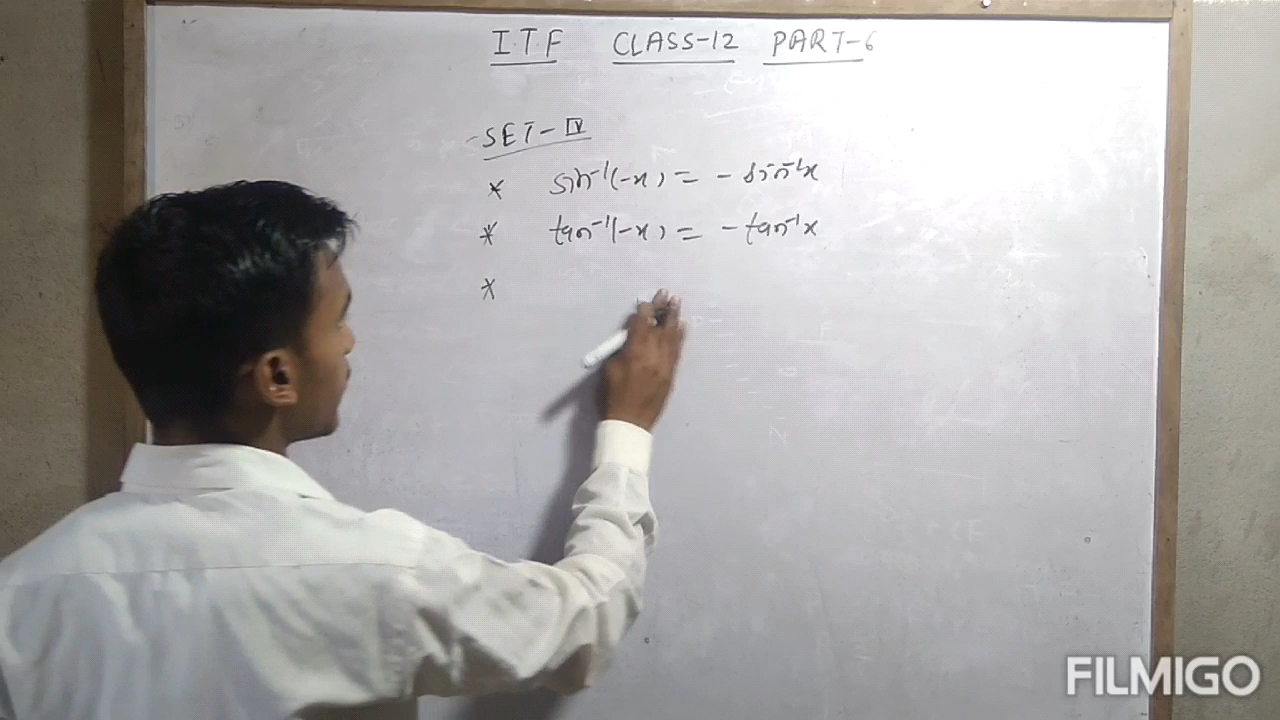 I.T.F CLASS-12 PART-6
SET-IV
* sin⁻¹(-x) = - sin⁻¹x
* tan⁻¹(-x) = - tan⁻¹x
*
FILMIGO